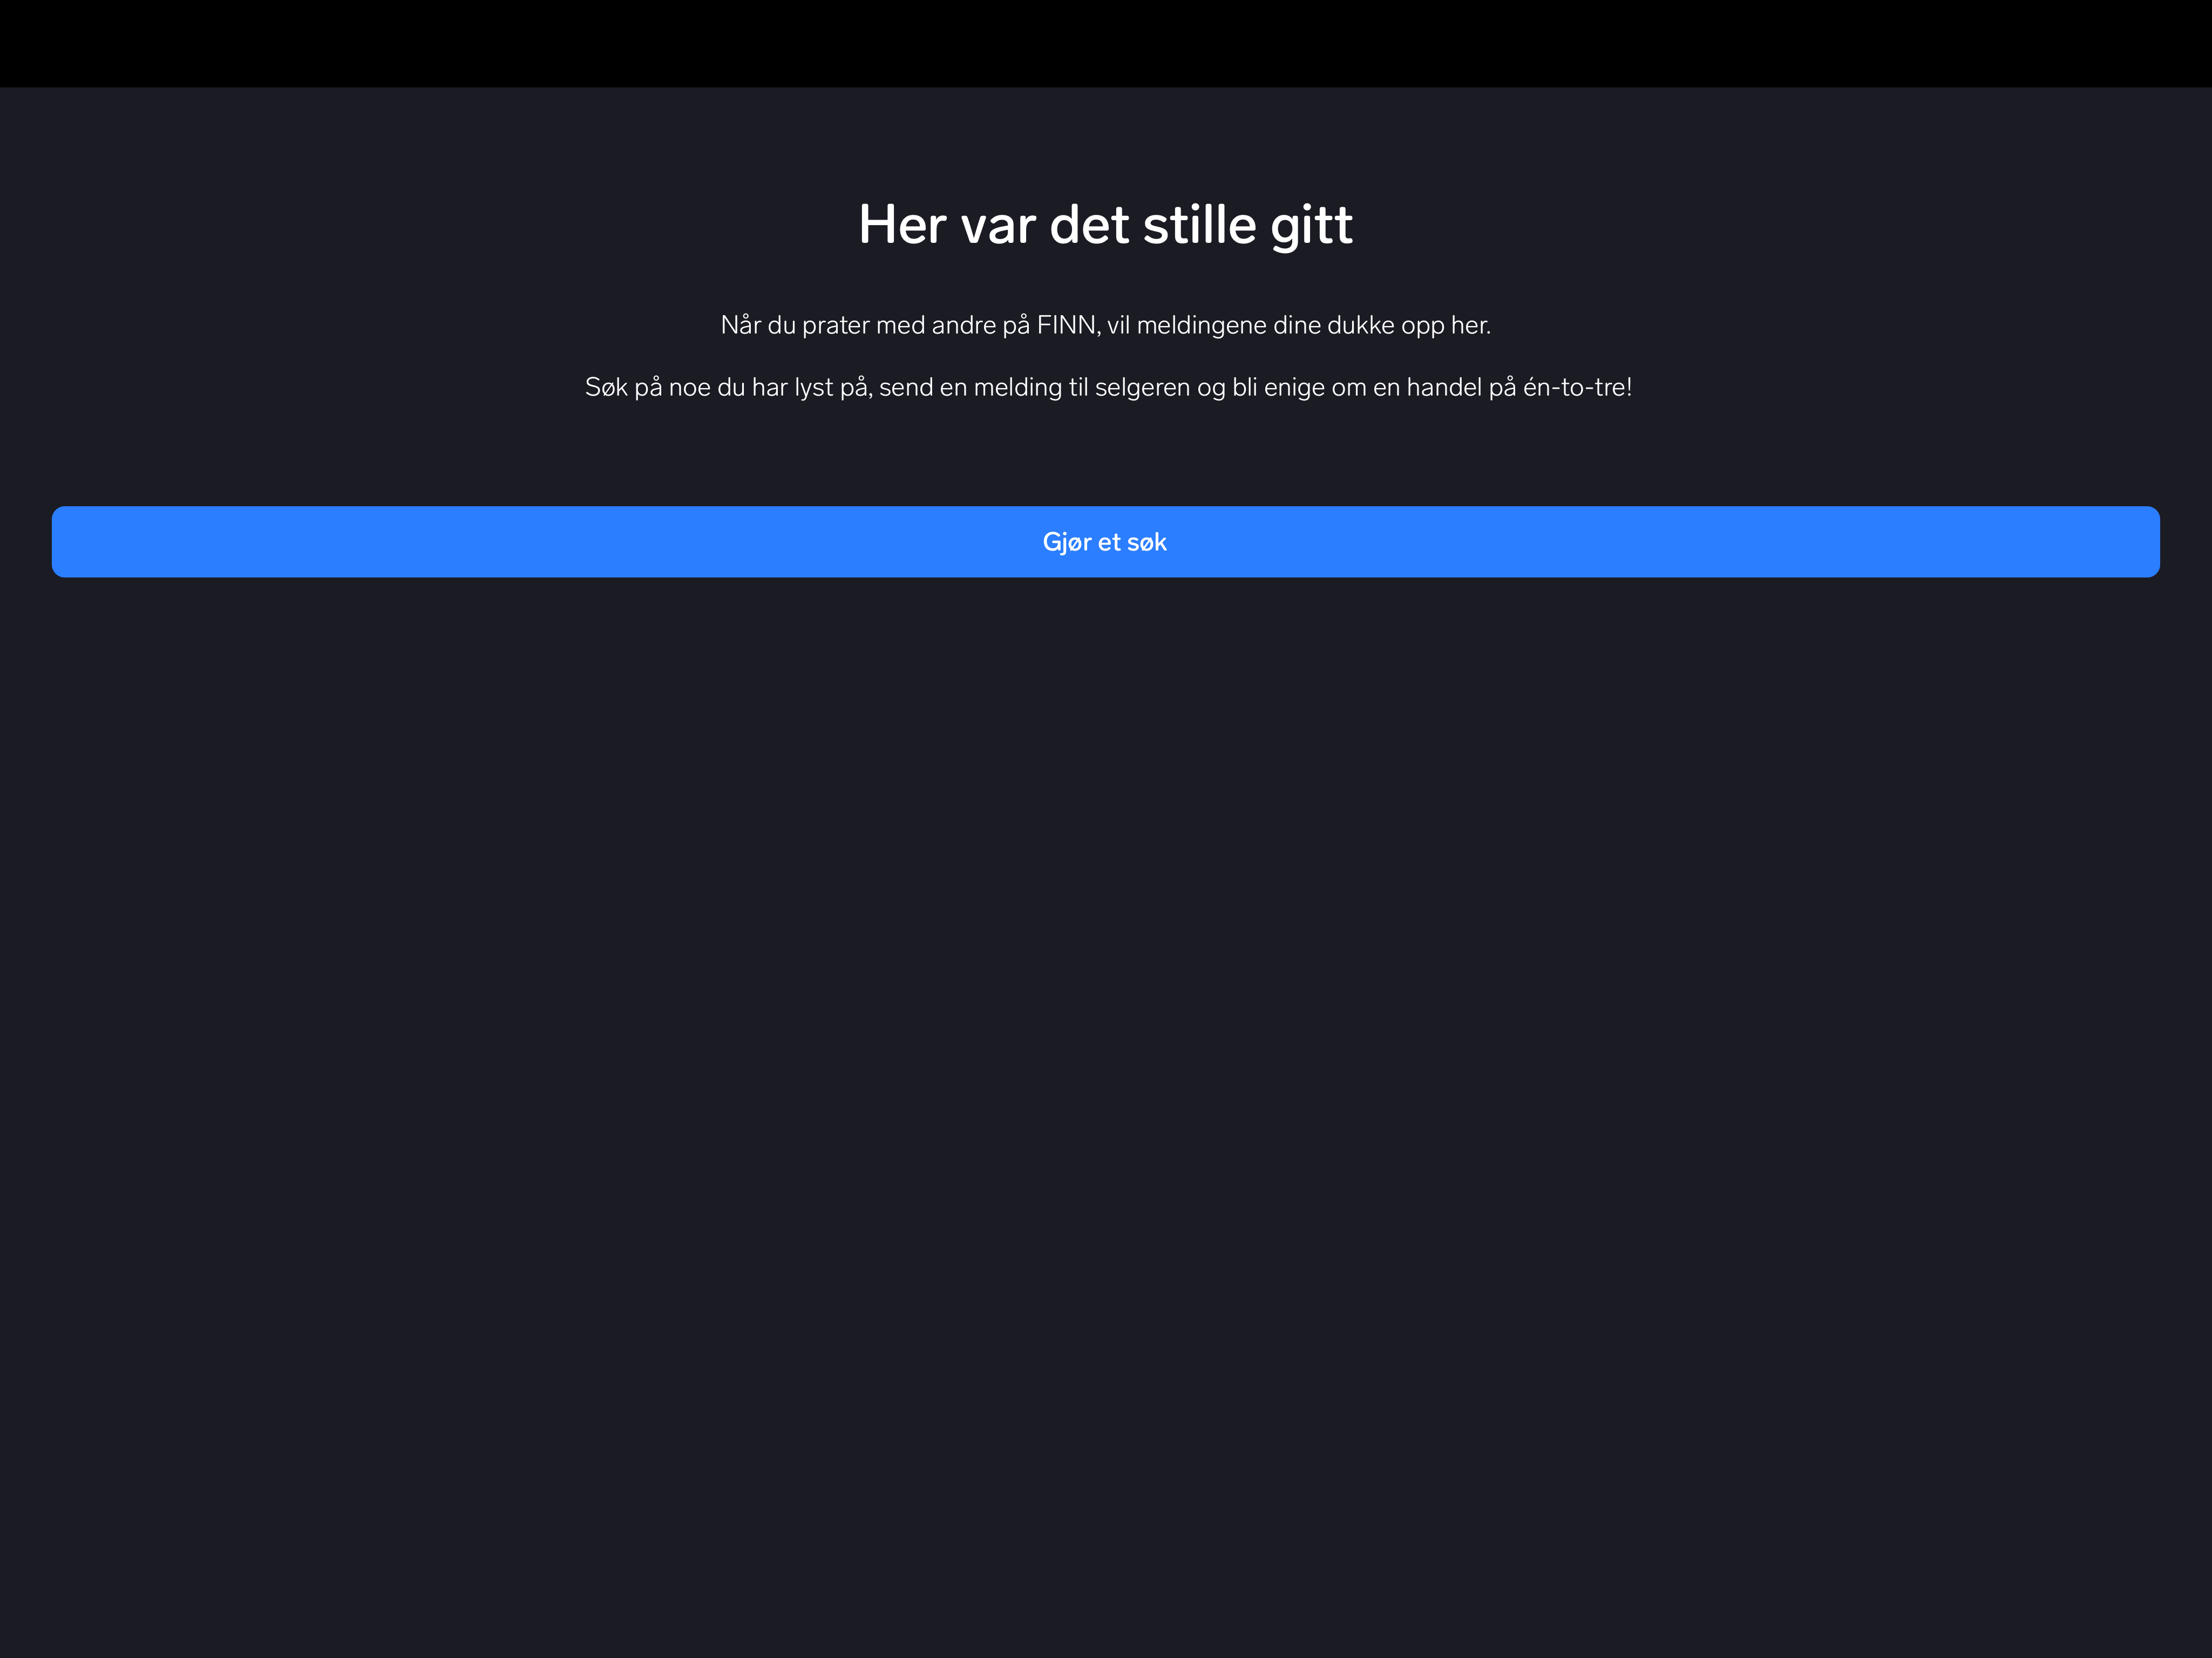 Her var det stille gitt
Når du prater med andre på FINN, vil meldingene dine dukke opp her.
Søk på noe du har lyst på, send en melding til selgeren og bli enige om en handel på én-to-tre!
Gjør et søk